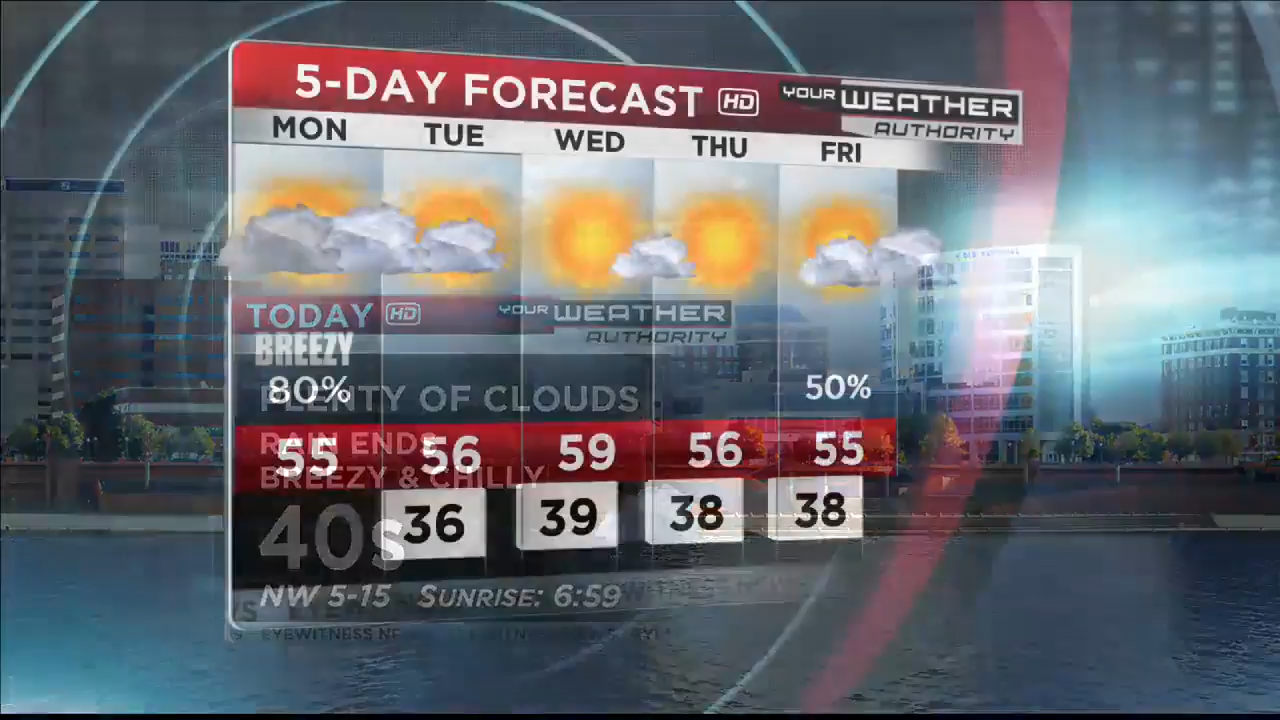 5-DAY FORECAST HD YOUR WEATHER AUTHORITY
MON TUE WED THU FRI
TODAY HD YOUR WEATHER AUTHORITY
BREEZY
80% 50%
PLENTY OF CLOUDS
RAIN ENDS
55 56 59 56 55
BREEZY & CHILLY
40s
36 39 38 38
NW 5-15 SUNRISE: 6:59
EYEWITNESS